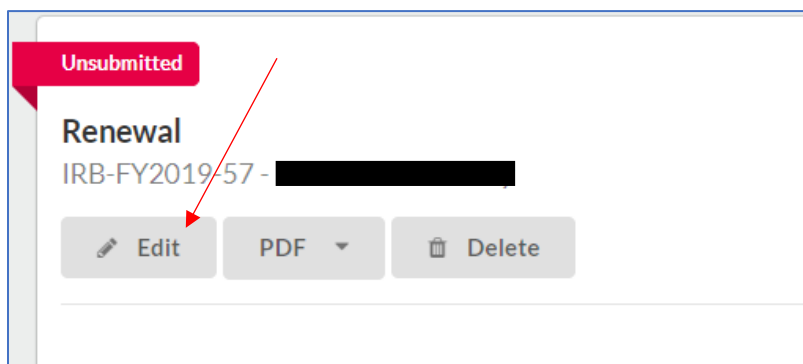 Unsubmitted
Renewal
IRB-FY2019-57 -
Edit PDF Delete